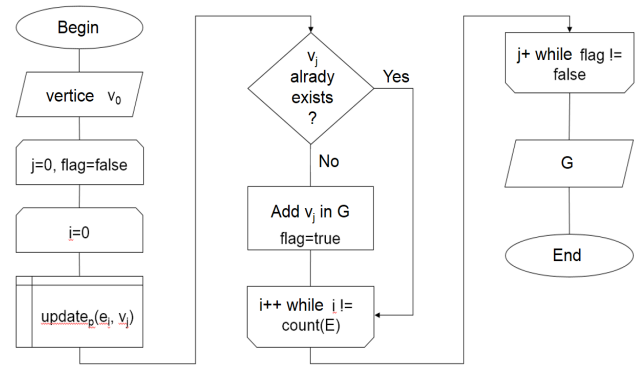 Begin
vertice v₀
j=0, flag=false
i=0
updateₚ(eᵢ, vⱼ)
vⱼ
alrady
exists
?
Yes
No
Add vⱼ in G
flag=true
i++ while i !=
count(E)
j+ while flag !=
false
G
End